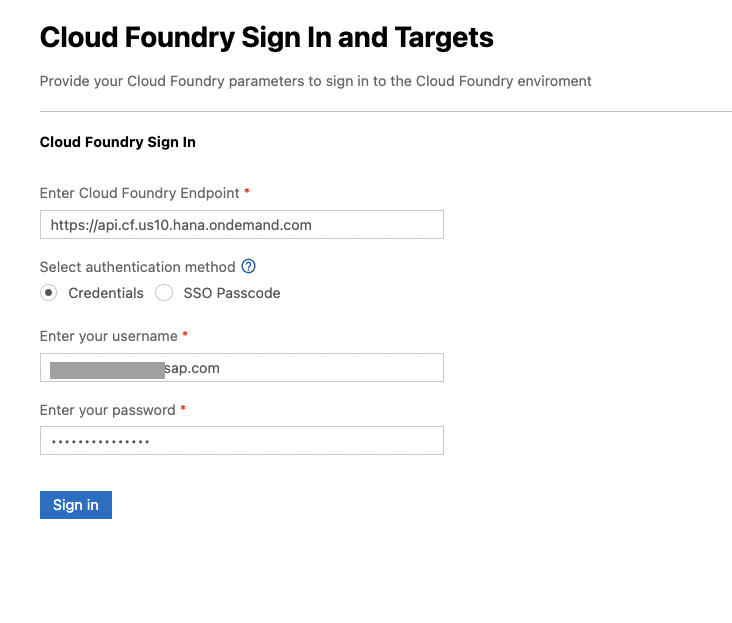 Cloud Foundry Sign In and Targets
Provide your Cloud Foundry parameters to sign in to the Cloud Foundry enviroment
Cloud Foundry Sign In
Enter Cloud Foundry Endpoint *
https://api.cf.us10.hana.ondemand.com
Select authentication method ?
Credentials SSO Passcode
Enter your username *
sap.com
Enter your password *
•••••••••••••••
Sign in